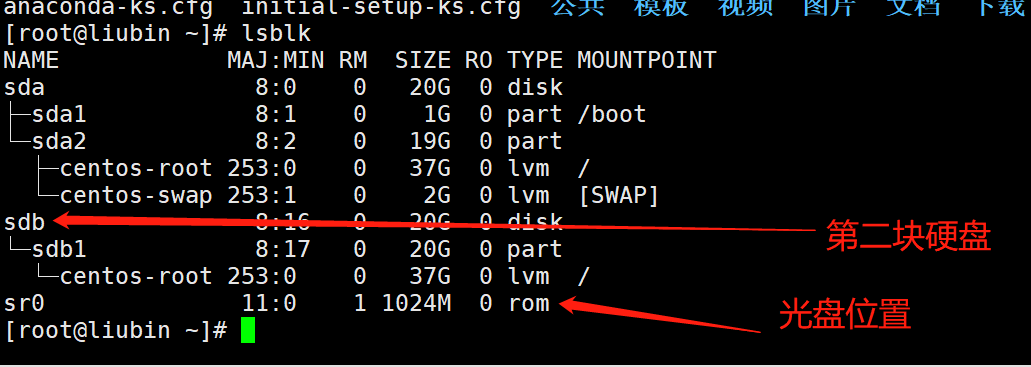 anaconda-ks.cfg  initial-setup-ks.cfg  公共  模板  视频  图片  文档  下载
[root@liubin ~]# lsblk
NAME            MAJ:MIN RM  SIZE RO TYPE MOUNTPOINT
sda               8:0    0   20G  0 disk
├─sda1            8:1    0    1G  0 part /boot
└─sda2            8:2    0   19G  0 part
  ├─centos-root 253:0    0   37G  0 lvm  /
  └─centos-swap 253:1    0    2G  0 lvm  [SWAP]
sdb               8:16   0   20G  0 disk
第二块硬盘
└─sdb1            8:17   0   20G  0 part
  └─centos-root 253:0    0   37G  0 lvm  /
sr0              11:0    1 1024M  0 rom
光盘位置
[root@liubin ~]#